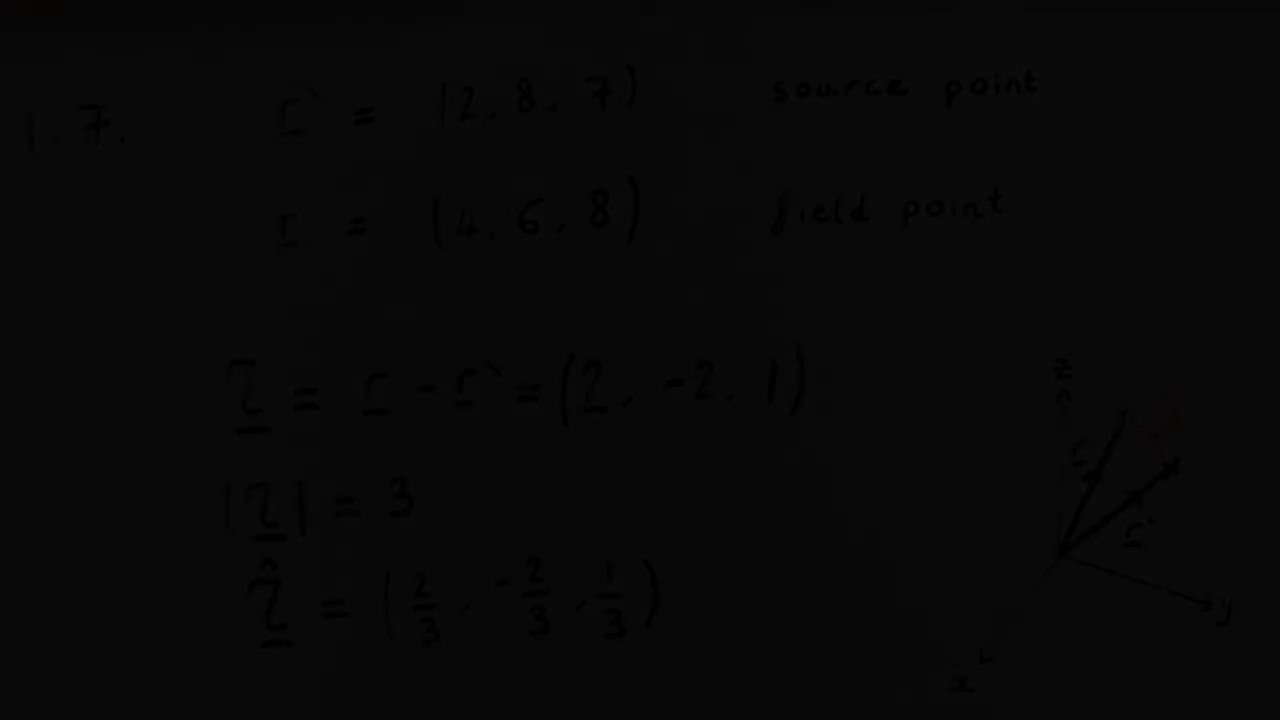 1.7. r` = (2, 8, 7) source point
r = (4, 6, 8) field point
z
𝓇 = r - r` = (2, -2, 1)
r
|𝓇| = 3
r`
𝓇̂ = (2/3, -2/3, 1/3)
y
x